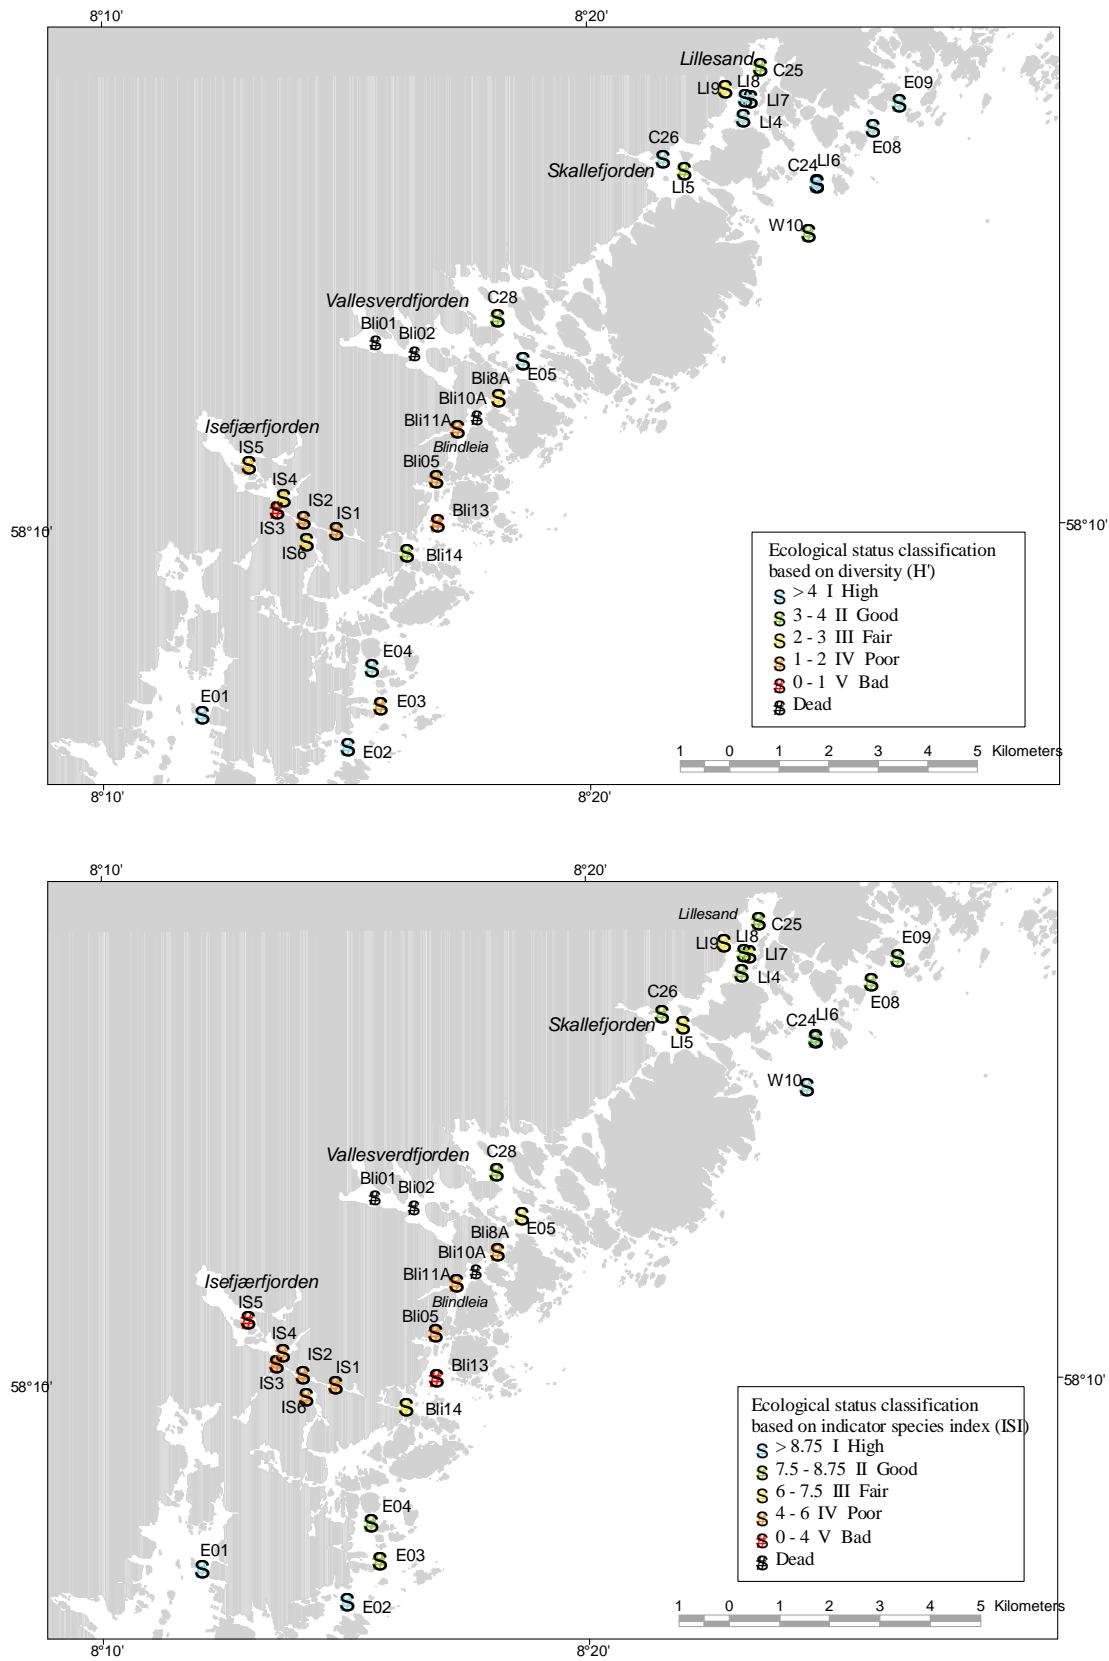 8°10'
8°20'
Lillesand
C25
LI8
E09
LI9
LI7
LI4
C26
E08
Skallefjorden
C24
LI6
LI5
W10
Vallesverdfjorden
C28
Bli01
Bli02
E05
Bli8A
Bli10A
Bli11A
Isefjærfjorden
Blindleia
IS5
Bli05
IS4
IS2
IS1
Bli13
58°10'
58°10'
IS3
IS6
Bli14
Ecological status classification
based on diversity (H')
> 4 I High
3 - 4 II Good
2 - 3 III Fair
1 - 2 IV Poor
0 - 1 V Bad
Dead
E04
E01
E03
E02
1 0 1 2 3 4 5 Kilometers
8°10'
8°20'
8°10'
8°20'
Lillesand
C25
LI8
E09
LI9
LI7
LI4
C26
E08
Skallefjorden
C24
LI6
LI5
W10
Vallesverdfjorden
C28
Bli01
Bli02
E05
Bli8A
Bli10A
Bli11A
Isefjærfjorden
Blindleia
IS5
Bli05
IS4
IS2
IS1
Bli13
58°10'
58°10'
IS3
IS6
Bli14
Ecological status classification
based on indicator species index (ISI)
> 8.75 I High
7.5 - 8.75 II Good
6 - 7.5 III Fair
4 - 6 IV Poor
0 - 4 V Bad
Dead
E04
E01
E03
E02
1 0 1 2 3 4 5 Kilometers
8°10'
8°20'